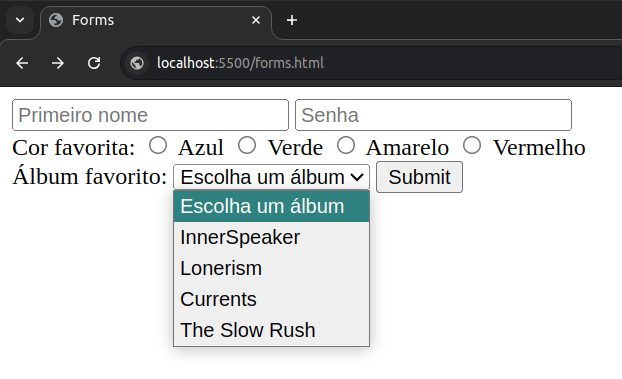 Forms
localhost:5500/forms.html
Primeiro nome Senha
Cor favorita: Azul Verde Amarelo Vermelho
Álbum favorito: Escolha um álbum Submit
Escolha um álbum
InnerSpeaker
Lonerism
Currents
The Slow Rush